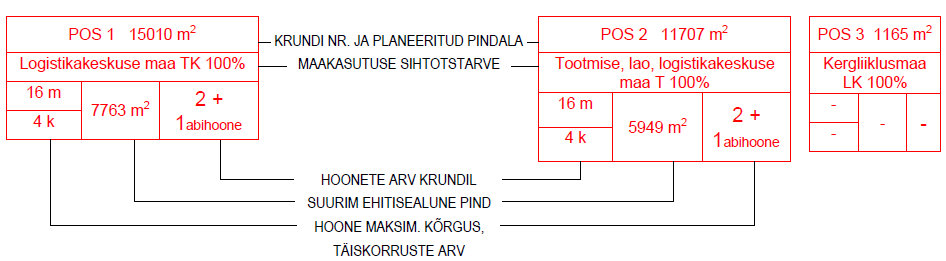 POS 1 15010 m²
Logistikakeskuse maa TK 100%
16 m
4 k
7763 m²
2 +
1abihoone
KRUNDI NR. JA PLANEERITUD PINDALA
MAAKASUTUSE SIHTOTSTARVE
POS 2 11707 m²
Tootmise, lao, logistikakeskuse
maa T 100%
16 m
4 k
5949 m²
2 +
1abihoone
POS 3 1165 m²
Kergliiklusmaa
LK 100%
-
-
-
-
HOONETE ARV KRUNDIL
SUURIM EHITISEALUNE PIND
HOONE MAKSIM. KÕRGUS,
TÄISKORRUSTE ARV